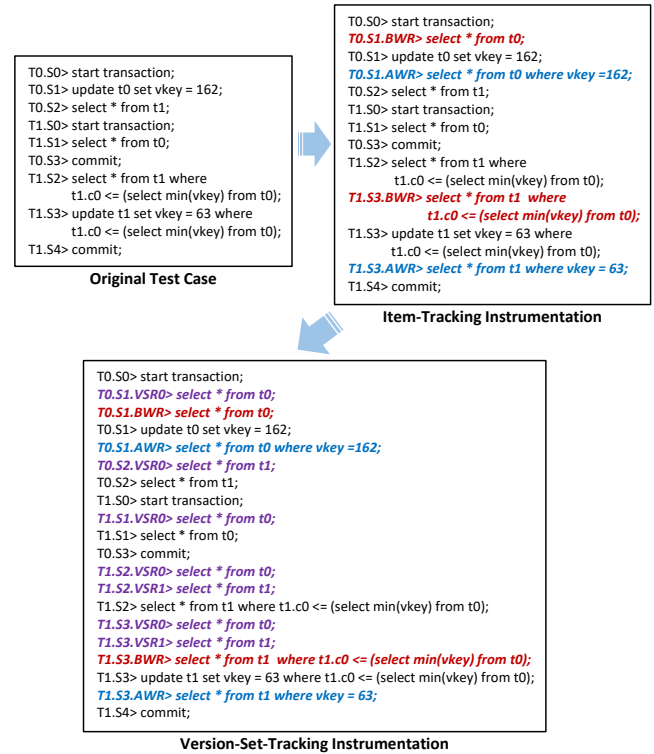 T0.S0> start transaction;
T0.S1> update t0 set vkey = 162;
T0.S2> select * from t1;
T1.S0> start transaction;
T1.S1> select * from t0;
T0.S3> commit;
T1.S2> select * from t1 where
t1.c0 <= (select min(vkey) from t0);
T1.S3> update t1 set vkey = 63 where
t1.c0 <= (select min(vkey) from t0);
T1.S4> commit;
Original Test Case
T0.S0> start transaction;
T0.S1.BWR> select * from t0;
T0.S1> update t0 set vkey = 162;
T0.S1.AWR> select * from t0 where vkey =162;
T0.S2> select * from t1;
T1.S0> start transaction;
T1.S1> select * from t0;
T0.S3> commit;
T1.S2> select * from t1 where
t1.c0 <= (select min(vkey) from t0);
T1.S3.BWR> select * from t1 where
t1.c0 <= (select min(vkey) from t0);
T1.S3> update t1 set vkey = 63 where
t1.c0 <= (select min(vkey) from t0);
T1.S3.AWR> select * from t1 where vkey = 63;
T1.S4> commit;
Item-Tracking Instrumentation
T0.S0> start transaction;
T0.S1.VSR0> select * from t0;
T0.S1.BWR> select * from t0;
T0.S1> update t0 set vkey = 162;
T0.S1.AWR> select * from t0 where vkey =162;
T0.S2.VSR0> select * from t1;
T0.S2> select * from t1;
T1.S0> start transaction;
T1.S1.VSR0> select * from t0;
T1.S1> select * from t0;
T0.S3> commit;
T1.S2.VSR0> select * from t0;
T1.S2.VSR1> select * from t1;
T1.S2> select * from t1 where t1.c0 <= (select min(vkey) from t0);
T1.S3.VSR0> select * from t0;
T1.S3.VSR1> select * from t1;
T1.S3.BWR> select * from t1 where t1.c0 <= (select min(vkey) from t0);
T1.S3> update t1 set vkey = 63 where t1.c0 <= (select min(vkey) from t0);
T1.S3.AWR> select * from t1 where vkey = 63;
T1.S4> commit;
Version-Set-Tracking Instrumentation